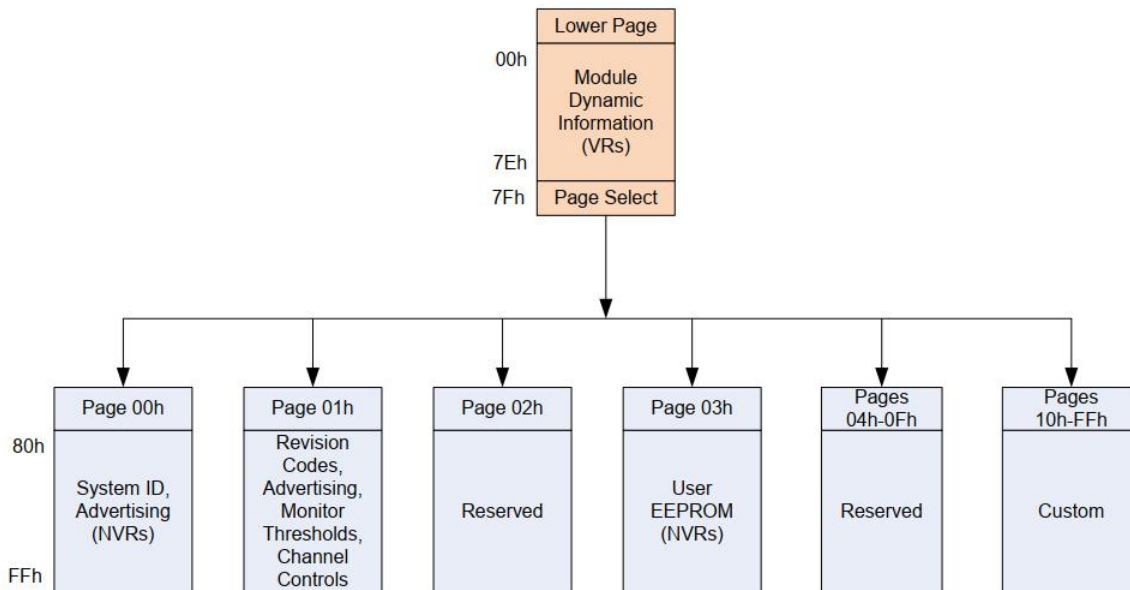 Lower Page
00h
Module
Dynamic
Information
(VRs)
7Eh
7Fh
Page Select
Page 00h
Page 01h
Page 02h
Page 03h
Pages
04h-0Fh
Pages
10h-FFh
80h
System ID,
Advertising
(NVRs)
FFh
Revision
Codes,
Advertising,
Monitor
Thresholds,
Channel
Controls
Reserved
User
EEPROM
(NVRs)
Reserved
Custom